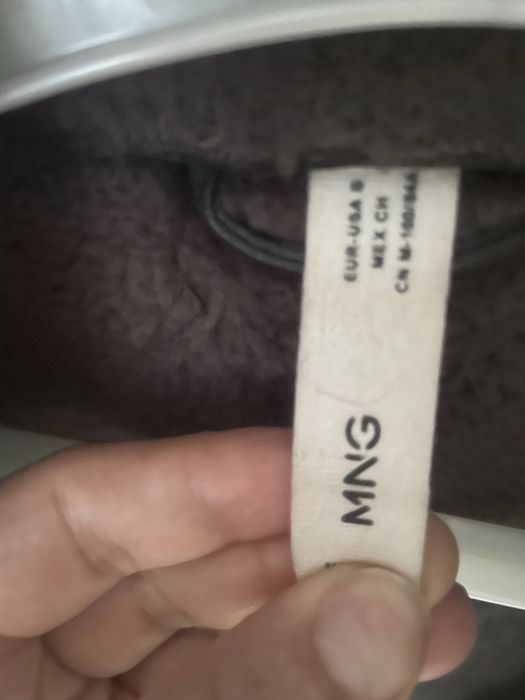 MNG
EUR-USA S
MEX CH
CN M-160/84A